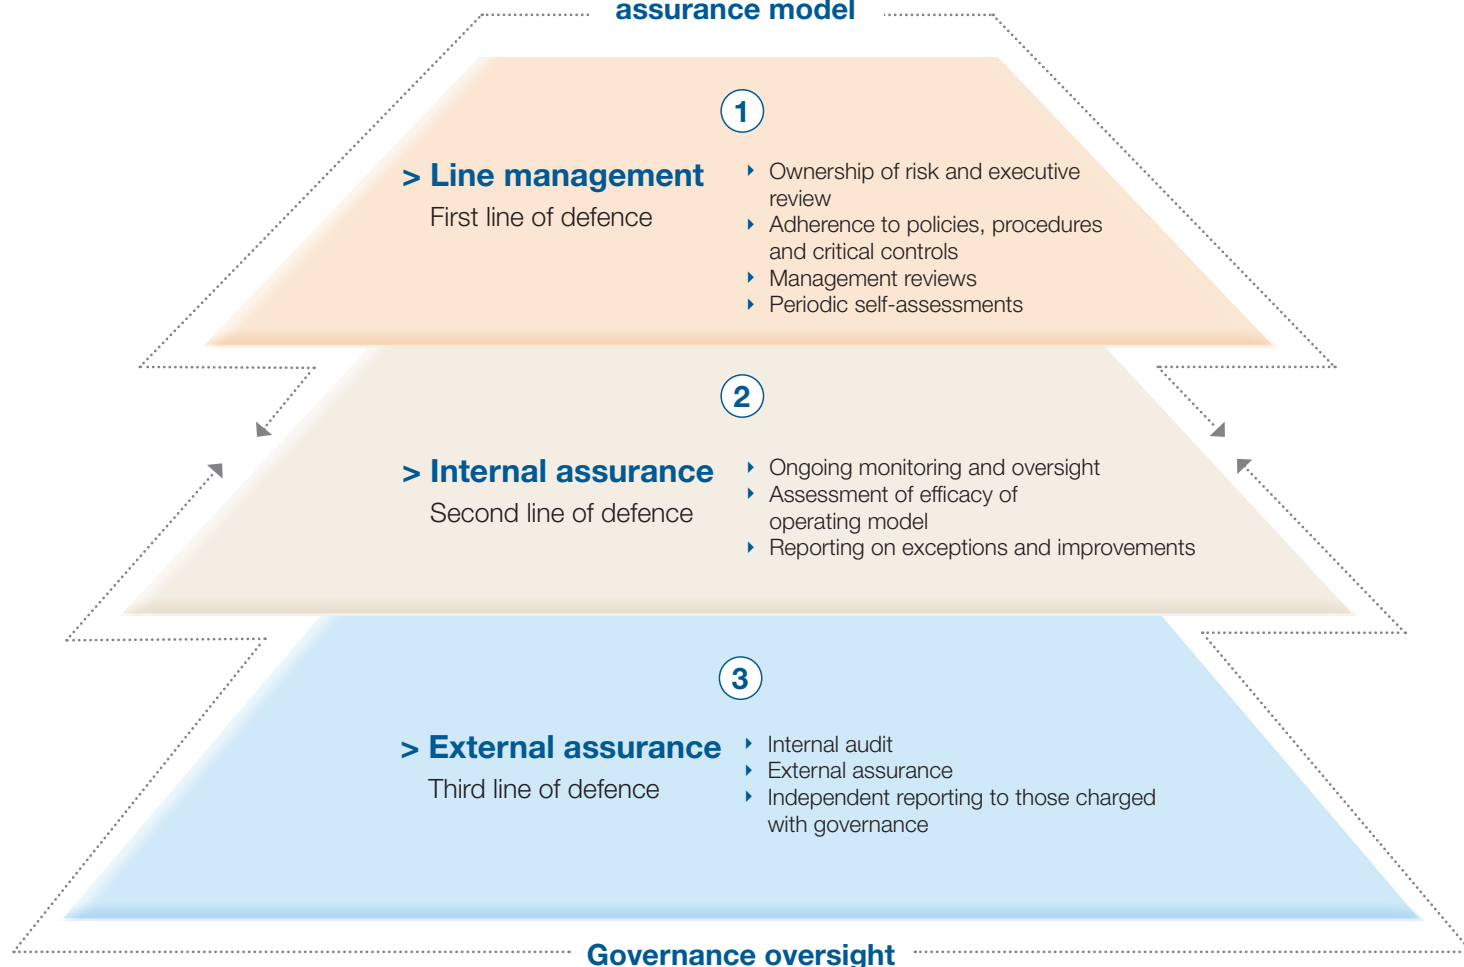 assurance model
1
> Line management
First line of defence
‣ Ownership of risk and executive
review
‣ Adherence to policies, procedures
and critical controls
‣ Management reviews
‣ Periodic self-assessments
2
> Internal assurance
Second line of defence
‣ Ongoing monitoring and oversight
‣ Assessment of efficacy of
operating model
‣ Reporting on exceptions and improvements
3
> External assurance
Third line of defence
‣ Internal audit
‣ External assurance
‣ Independent reporting to those charged
with governance
Governance oversight